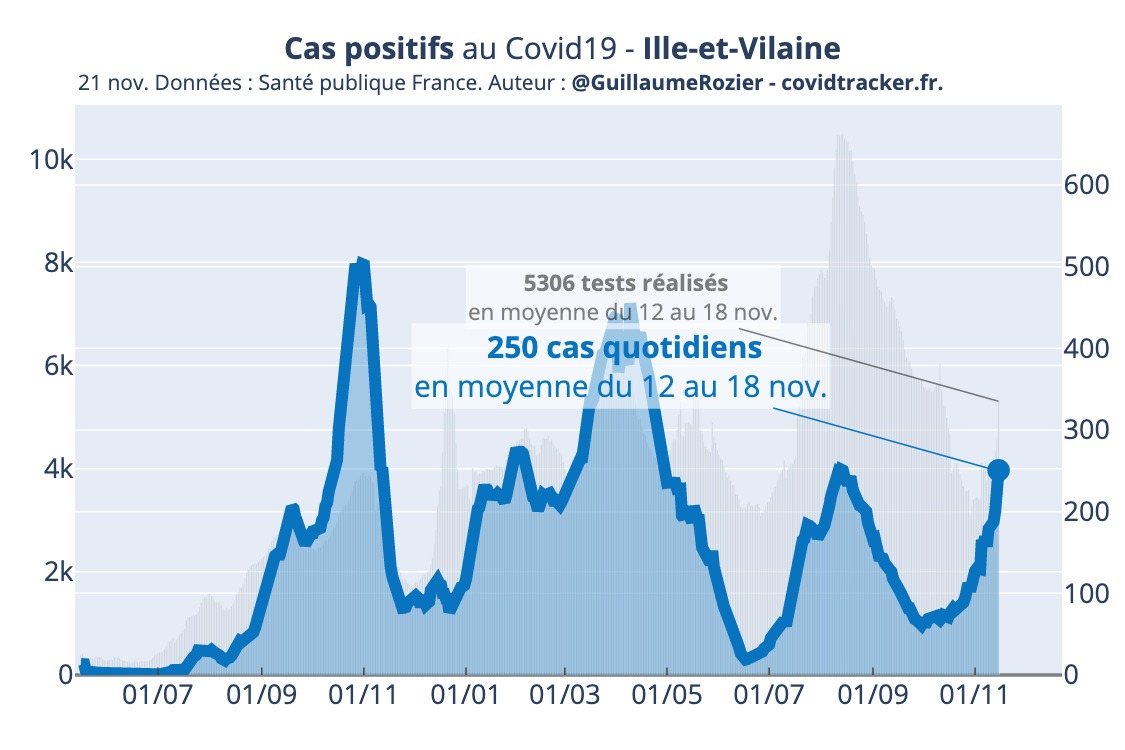 Cas positifs au Covid19 - Ille-et-Vilaine
21 nov. Données : Santé publique France. Auteur : @GuillaumeRozier - covidtracker.fr.
10k
8k
6k
4k
2k
0
600
500
400
300
200
100
0
5306 tests réalisés
en moyenne du 12 au 18 nov.
250 cas quotidiens
en moyenne du 12 au 18 nov.
01/07 01/09 01/11 01/01 01/03 01/05 01/07 01/09 01/11